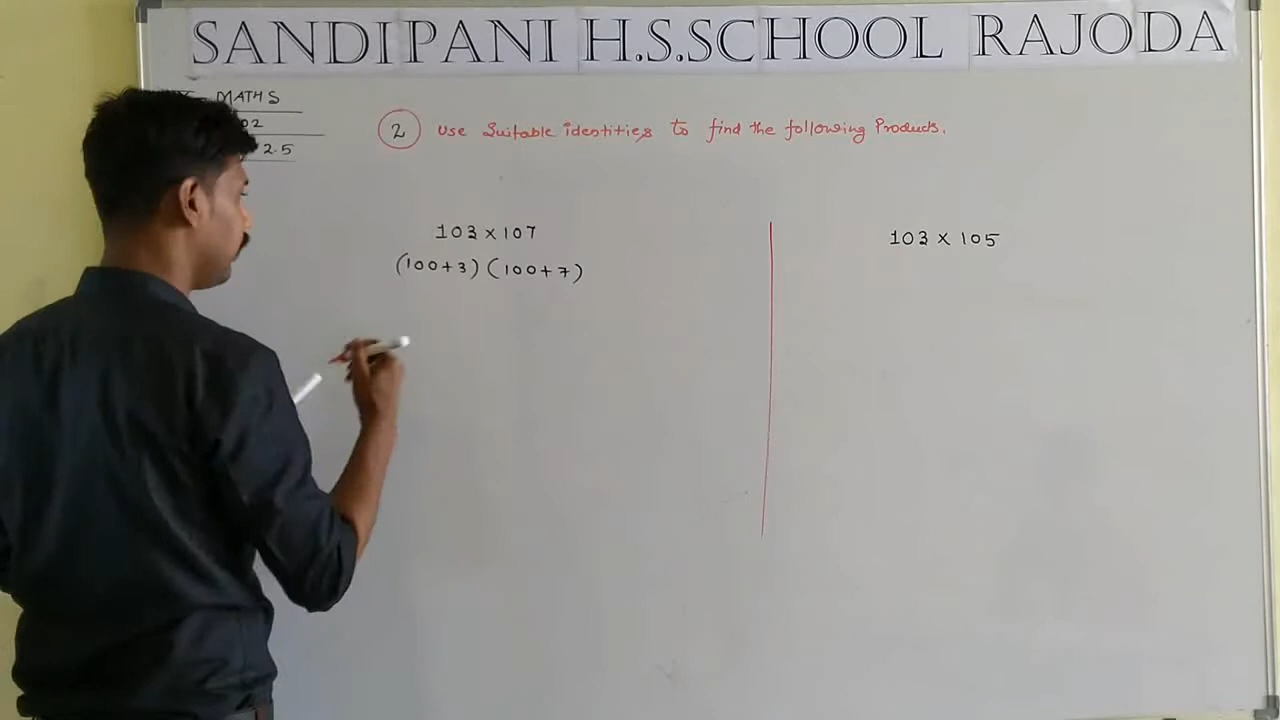 SANDIPANI H.S.SCHOOL RAJODA
MATHS
02
2.5
2 Use Suitable identities to find the following Products.
103 x 107
(100+3) (100+7)
103 x 105